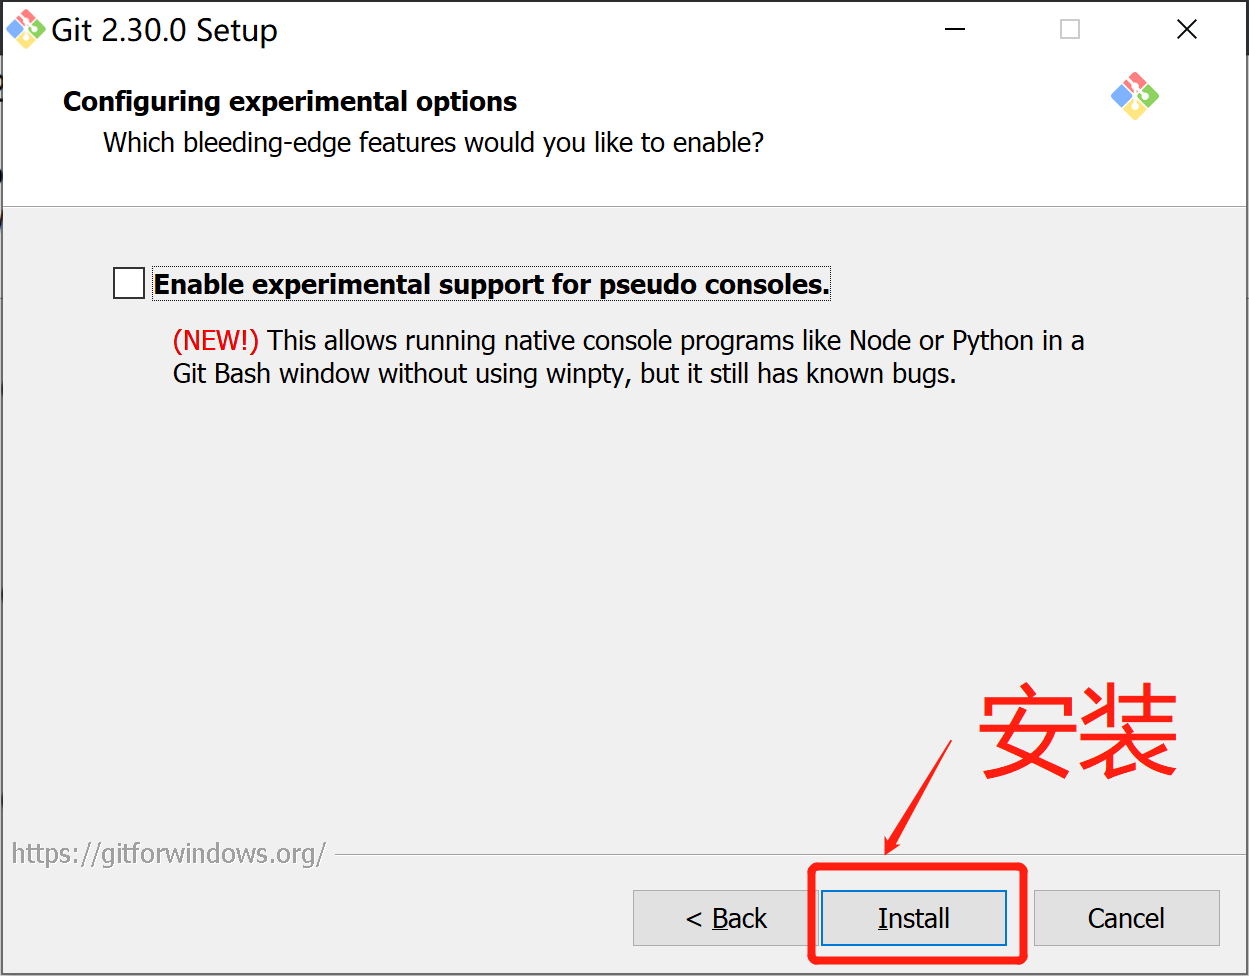 Git 2.30.0 Setup
Configuring experimental options
Which bleeding-edge features would you like to enable?
Enable experimental support for pseudo consoles.
(NEW!) This allows running native console programs like Node or Python in a
Git Bash window without using winpty, but it still has known bugs.
安装
https://gitforwindows.org/
< Back
Install
Cancel